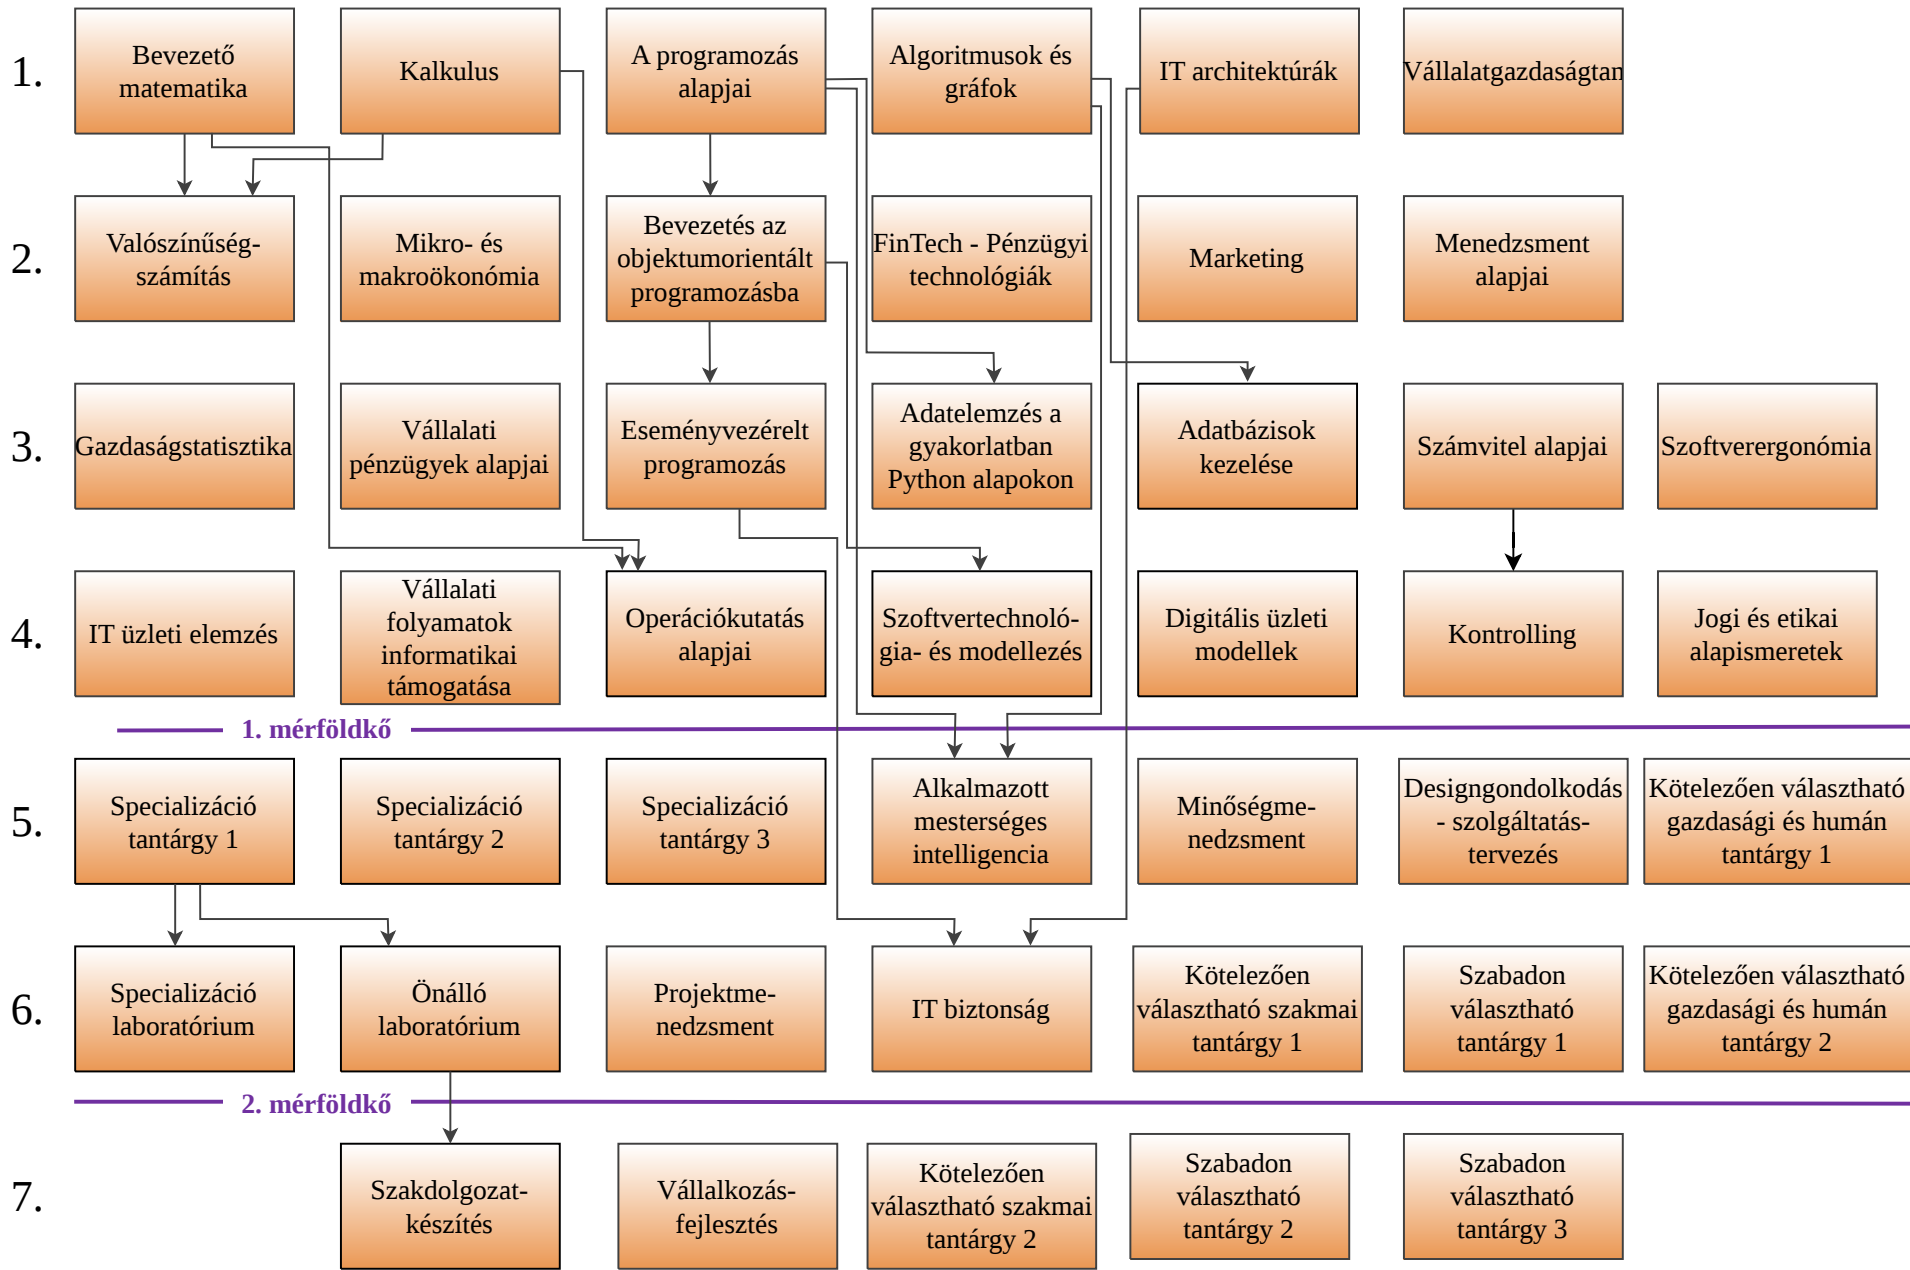 1.
Bevezető
matematika
Kalkulus
A programozás
alapjai
Algoritmusok és
gráfok
IT architektúrák
Vállalatgazdaságtan
2.
Valószínűség-
számítás
Mikro- és
makroökonómia
Bevezetés az
objektumorientált
programozásba
FinTech - Pénzügyi
technológiák
Marketing
Menedzsment
alapjai
3.
Gazdaságstatisztika
Vállalati
pénzügyek alapjai
Eseményvezérelt
programozás
Adatelemzés a
gyakorlatban
Python alapokon
Adatbázisok
kezelése
Számvitel alapjai
Szoftverergonómia
4.
IT üzleti elemzés
Vállalati
folyamatok
informatikai
támogatása
Operációkutatás
alapjai
Szoftvertechnoló-
gia- és modellezés
Digitális üzleti
modellek
Kontrolling
Jogi és etikai
alapismeretek
1. mérföldkő
5.
Specializáció
tantárgy 1
Specializáció
tantárgy 2
Specializáció
tantárgy 3
Alkalmazott
mesterséges
intelligencia
Minőségme-
nedzsment
Designgondolkodás
- szolgáltatás-
tervezés
Kötelezően választható
gazdasági és humán
tantárgy 1
6.
Specializáció
laboratórium
Önálló
laboratórium
Projektme-
nedzsment
IT biztonság
Kötelezően
választható szakmai
tantárgy 1
Szabadon
választható
tantárgy 1
Kötelezően választható
gazdasági és humán
tantárgy 2
2. mérföldkő
7.
Szakdolgozat-
készítés
Vállalkozás-
fejlesztés
Kötelezően
választható szakmai
tantárgy 2
Szabadon
választható
tantárgy 2
Szabadon
választható
tantárgy 3